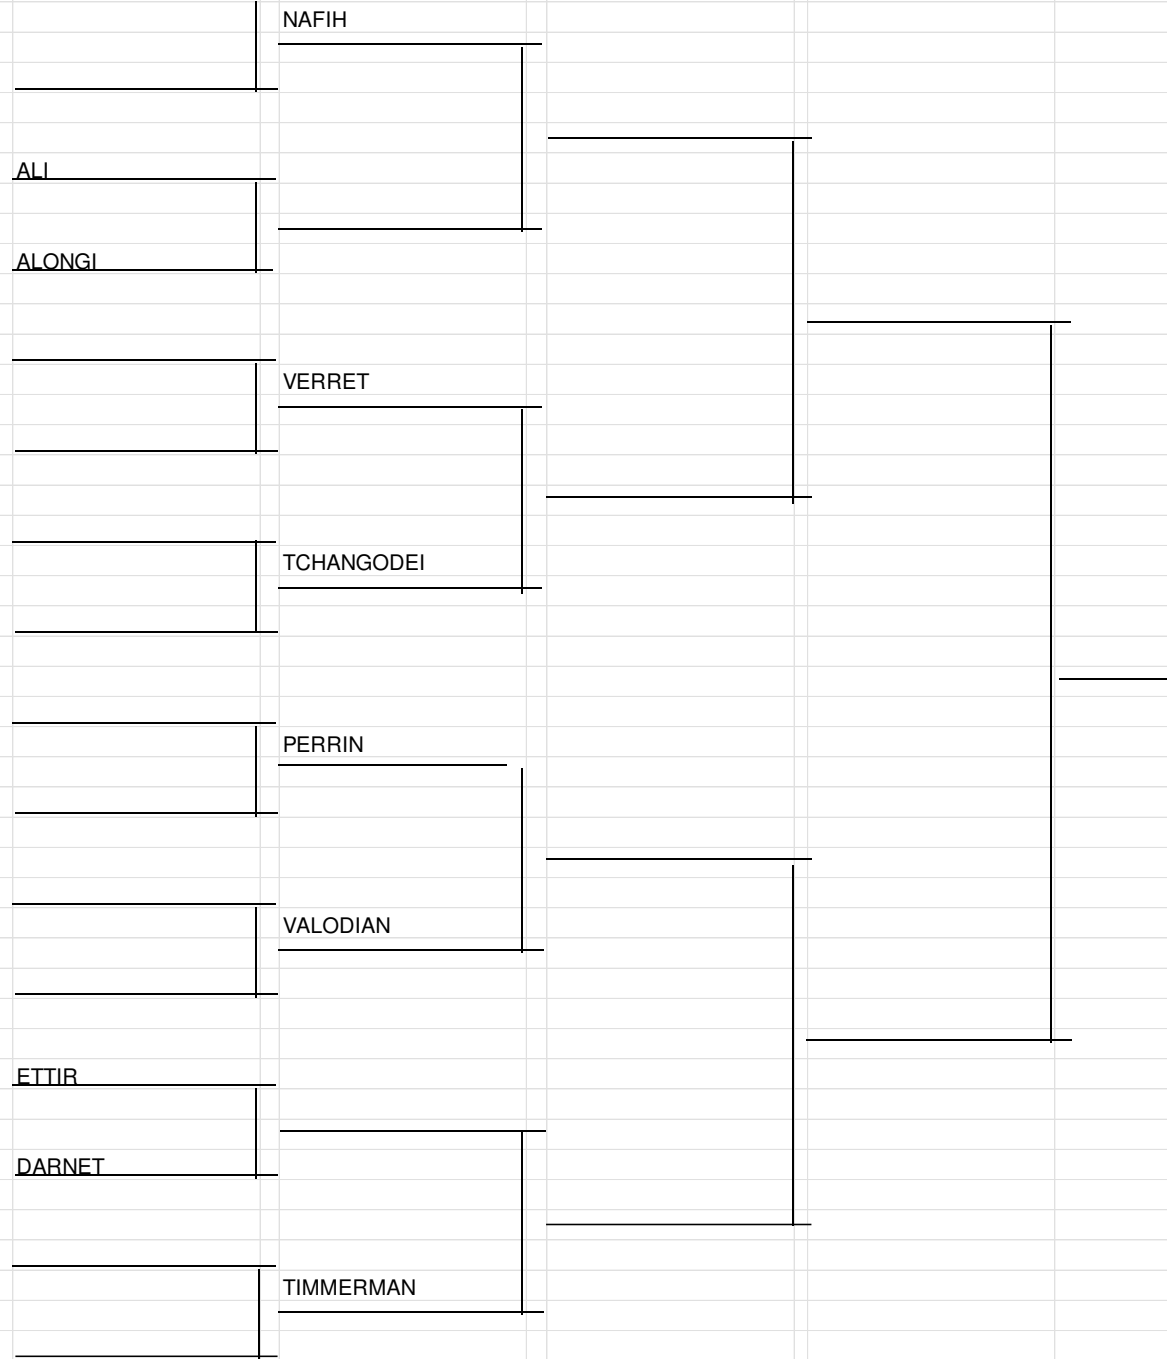 NAFIH
ALI
ALONGI
VERRET
TCHANGODEI
PERRIN
VALODIAN
ETTIR
DARNET
TIMMERMAN